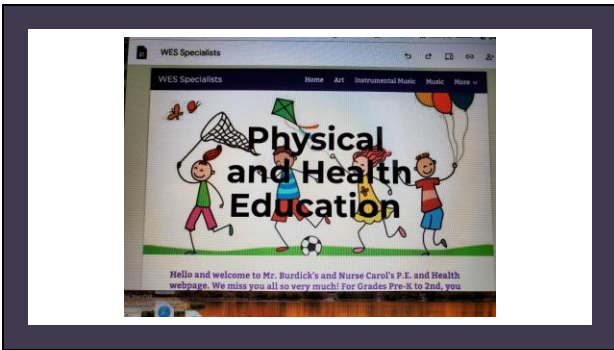 WES Specialists
WES Specialists
Home Art Instrumental Music Music More
Physical
and Health
Education
Hello and welcome to Mr. Burdick's and Nurse Carol's P.E. and Health
webpage. We miss you all so very much! For Grades Pre-K to 2nd, you